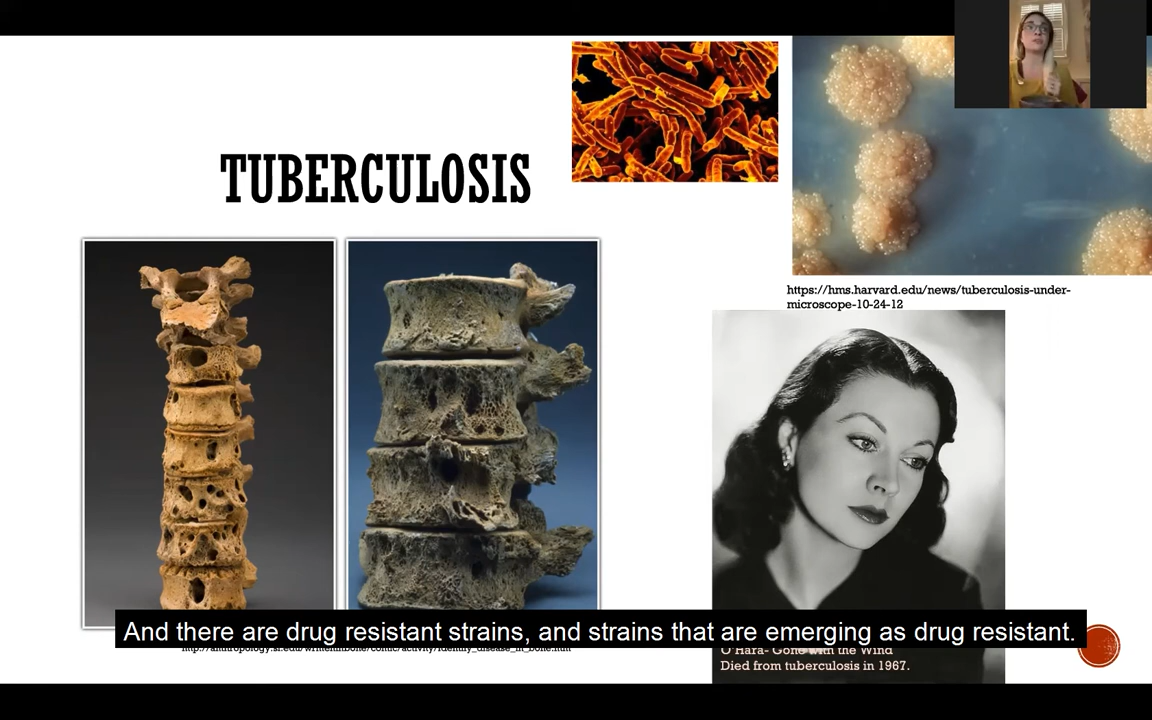 TUBERCULOSIS
https://hms.harvard.edu/news/tuberculosis-under-
microscope-10-24-12
And there are drug resistant strains, and strains that are emerging as drug resistant.
O'Hara- Gone with the Wind
Died from tuberculosis in 1967.